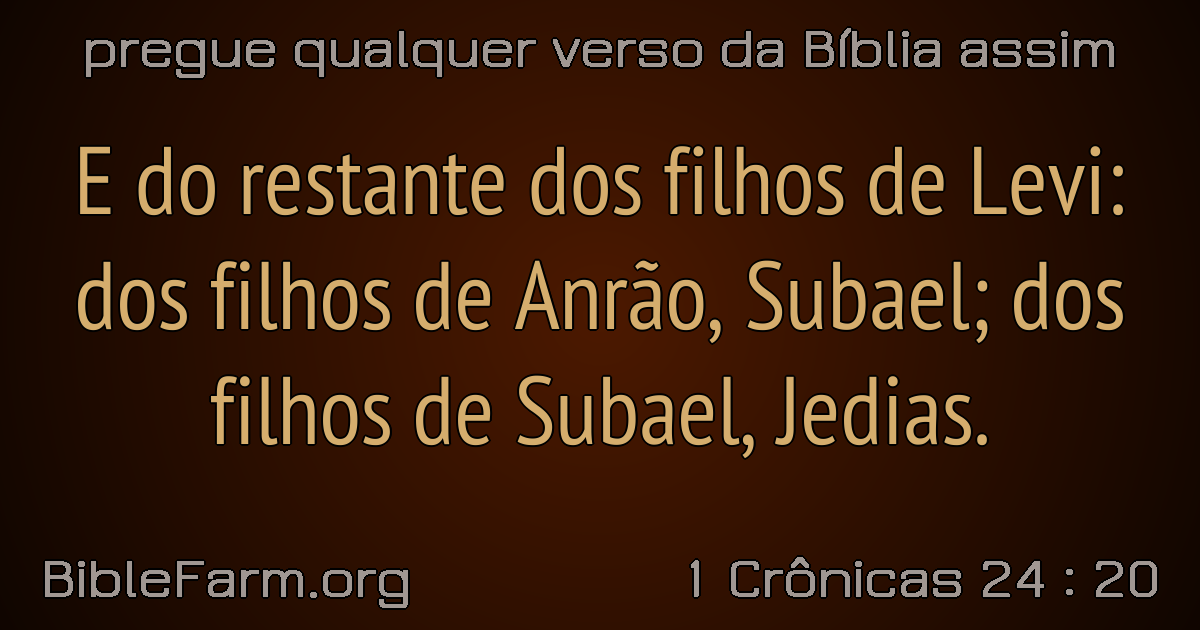 pregue qualquer verso da Bíblia assim
E do restante dos filhos de Levi:
dos filhos de Anrão, Subael; dos
filhos de Subael, Jedias.
BibleFarm.org
1 Crônicas 24 : 20